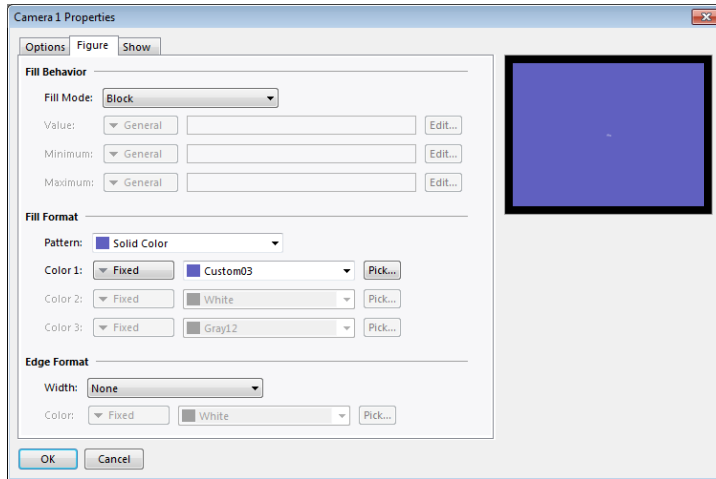 Camera 1 Properties
Options Figure Show
Fill Behavior
Fill Mode: Block
Value: General Edit...
Minimum: General Edit...
Maximum: General Edit...
Fill Format
Pattern: Solid Color
Color 1: Fixed Custom03 Pick...
Color 2: Fixed White Pick...
Color 3: Fixed Gray12 Pick...
Edge Format
Width: None
Color: Fixed White Pick...
OK Cancel